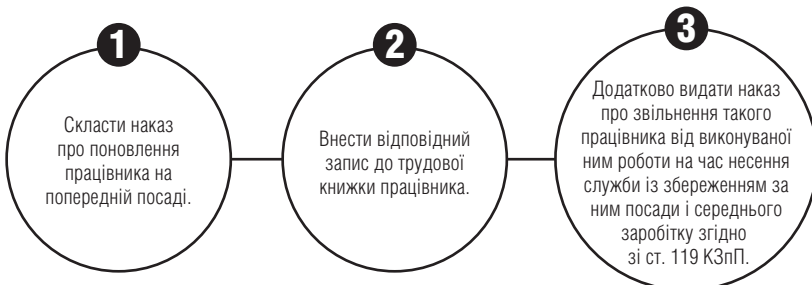 1
Скласти наказ
про поновлення
працівника на
попередній посаді.
2
Внести відповідний
запис до трудової
книжки працівника.
3
Додатково видати наказ
про звільнення такого
працівника від виконуваної
ним роботи на час несення
служби із збереженням за
ним посади і середнього
заробітку згідно
зі ст. 119 КЗпП.